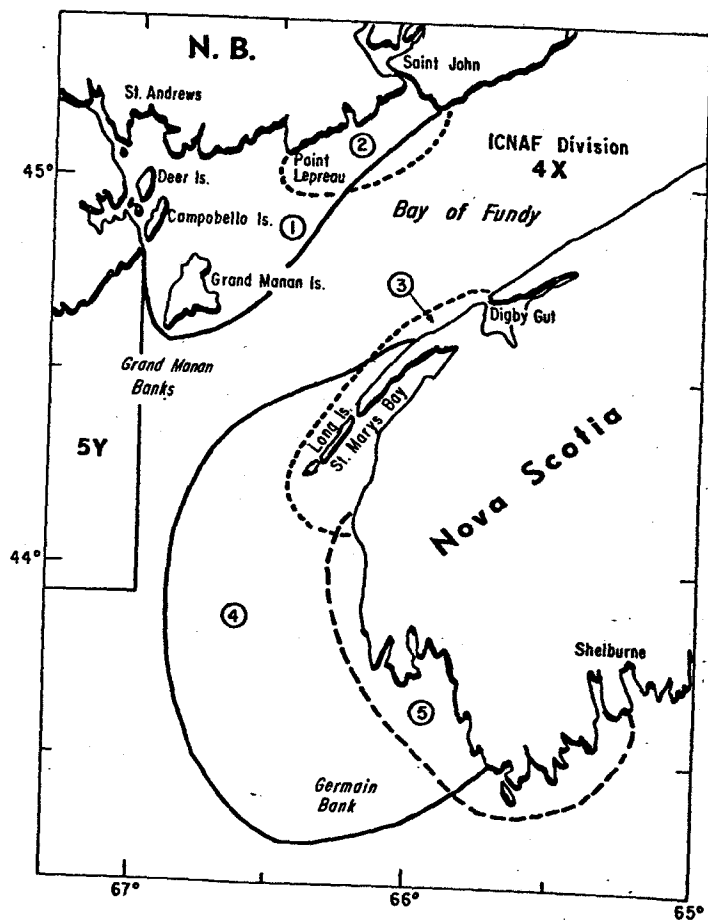 N. B.
Saint John
St. Andrews
②
ICNAF Division
4X
45°
Point
Lepreau
Deer Is.
Campobello Is.
①
Bay of Fundy
Grand Manan Is.
③
Digby Gut
Grand Manan
Banks
5Y
Long Is.
St. Marys Bay
Nova Scotia
44°
④
Shelburne
⑤
Germain
Bank
67°
66°
65°